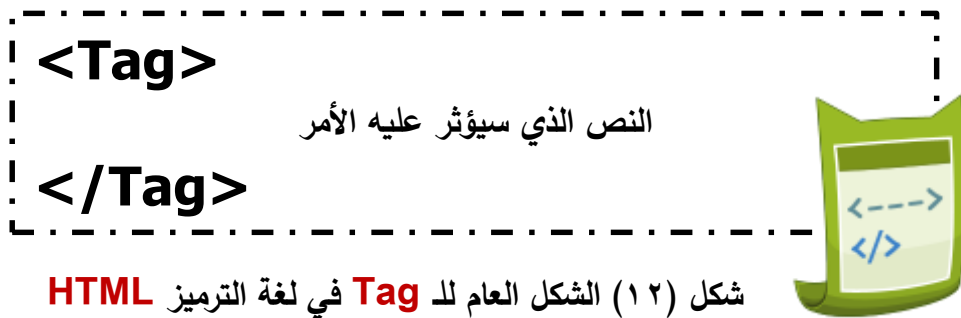 <Tag>
النص الذي سيؤثر عليه الأمر
</Tag>
<---->
</>
شكل (١٢) الشكل العام للـ Tag في لغة الترميز HTML